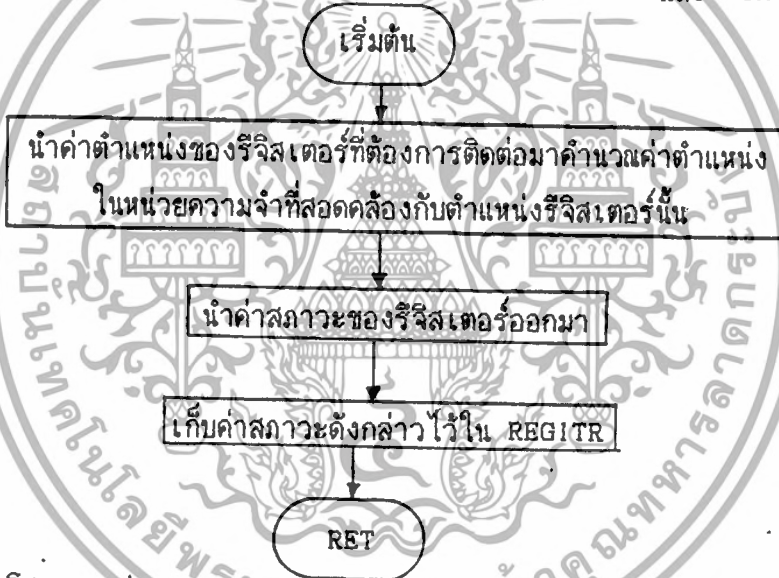 เริ่มต้น
นำค่าตำแหน่งของรีจิสเตอร์ที่ต้องการติดต่อมาคำนวณค่าตำแหน่ง
ในหน่วยความจำที่สอดคล้องกับตำแหน่งรีจิสเตอร์นั้น
นำค่าสภาวะของรีจิสเตอร์ออกมา
เก็บค่าสภาวะดังกล่าวไว้ใน REGITR
RET